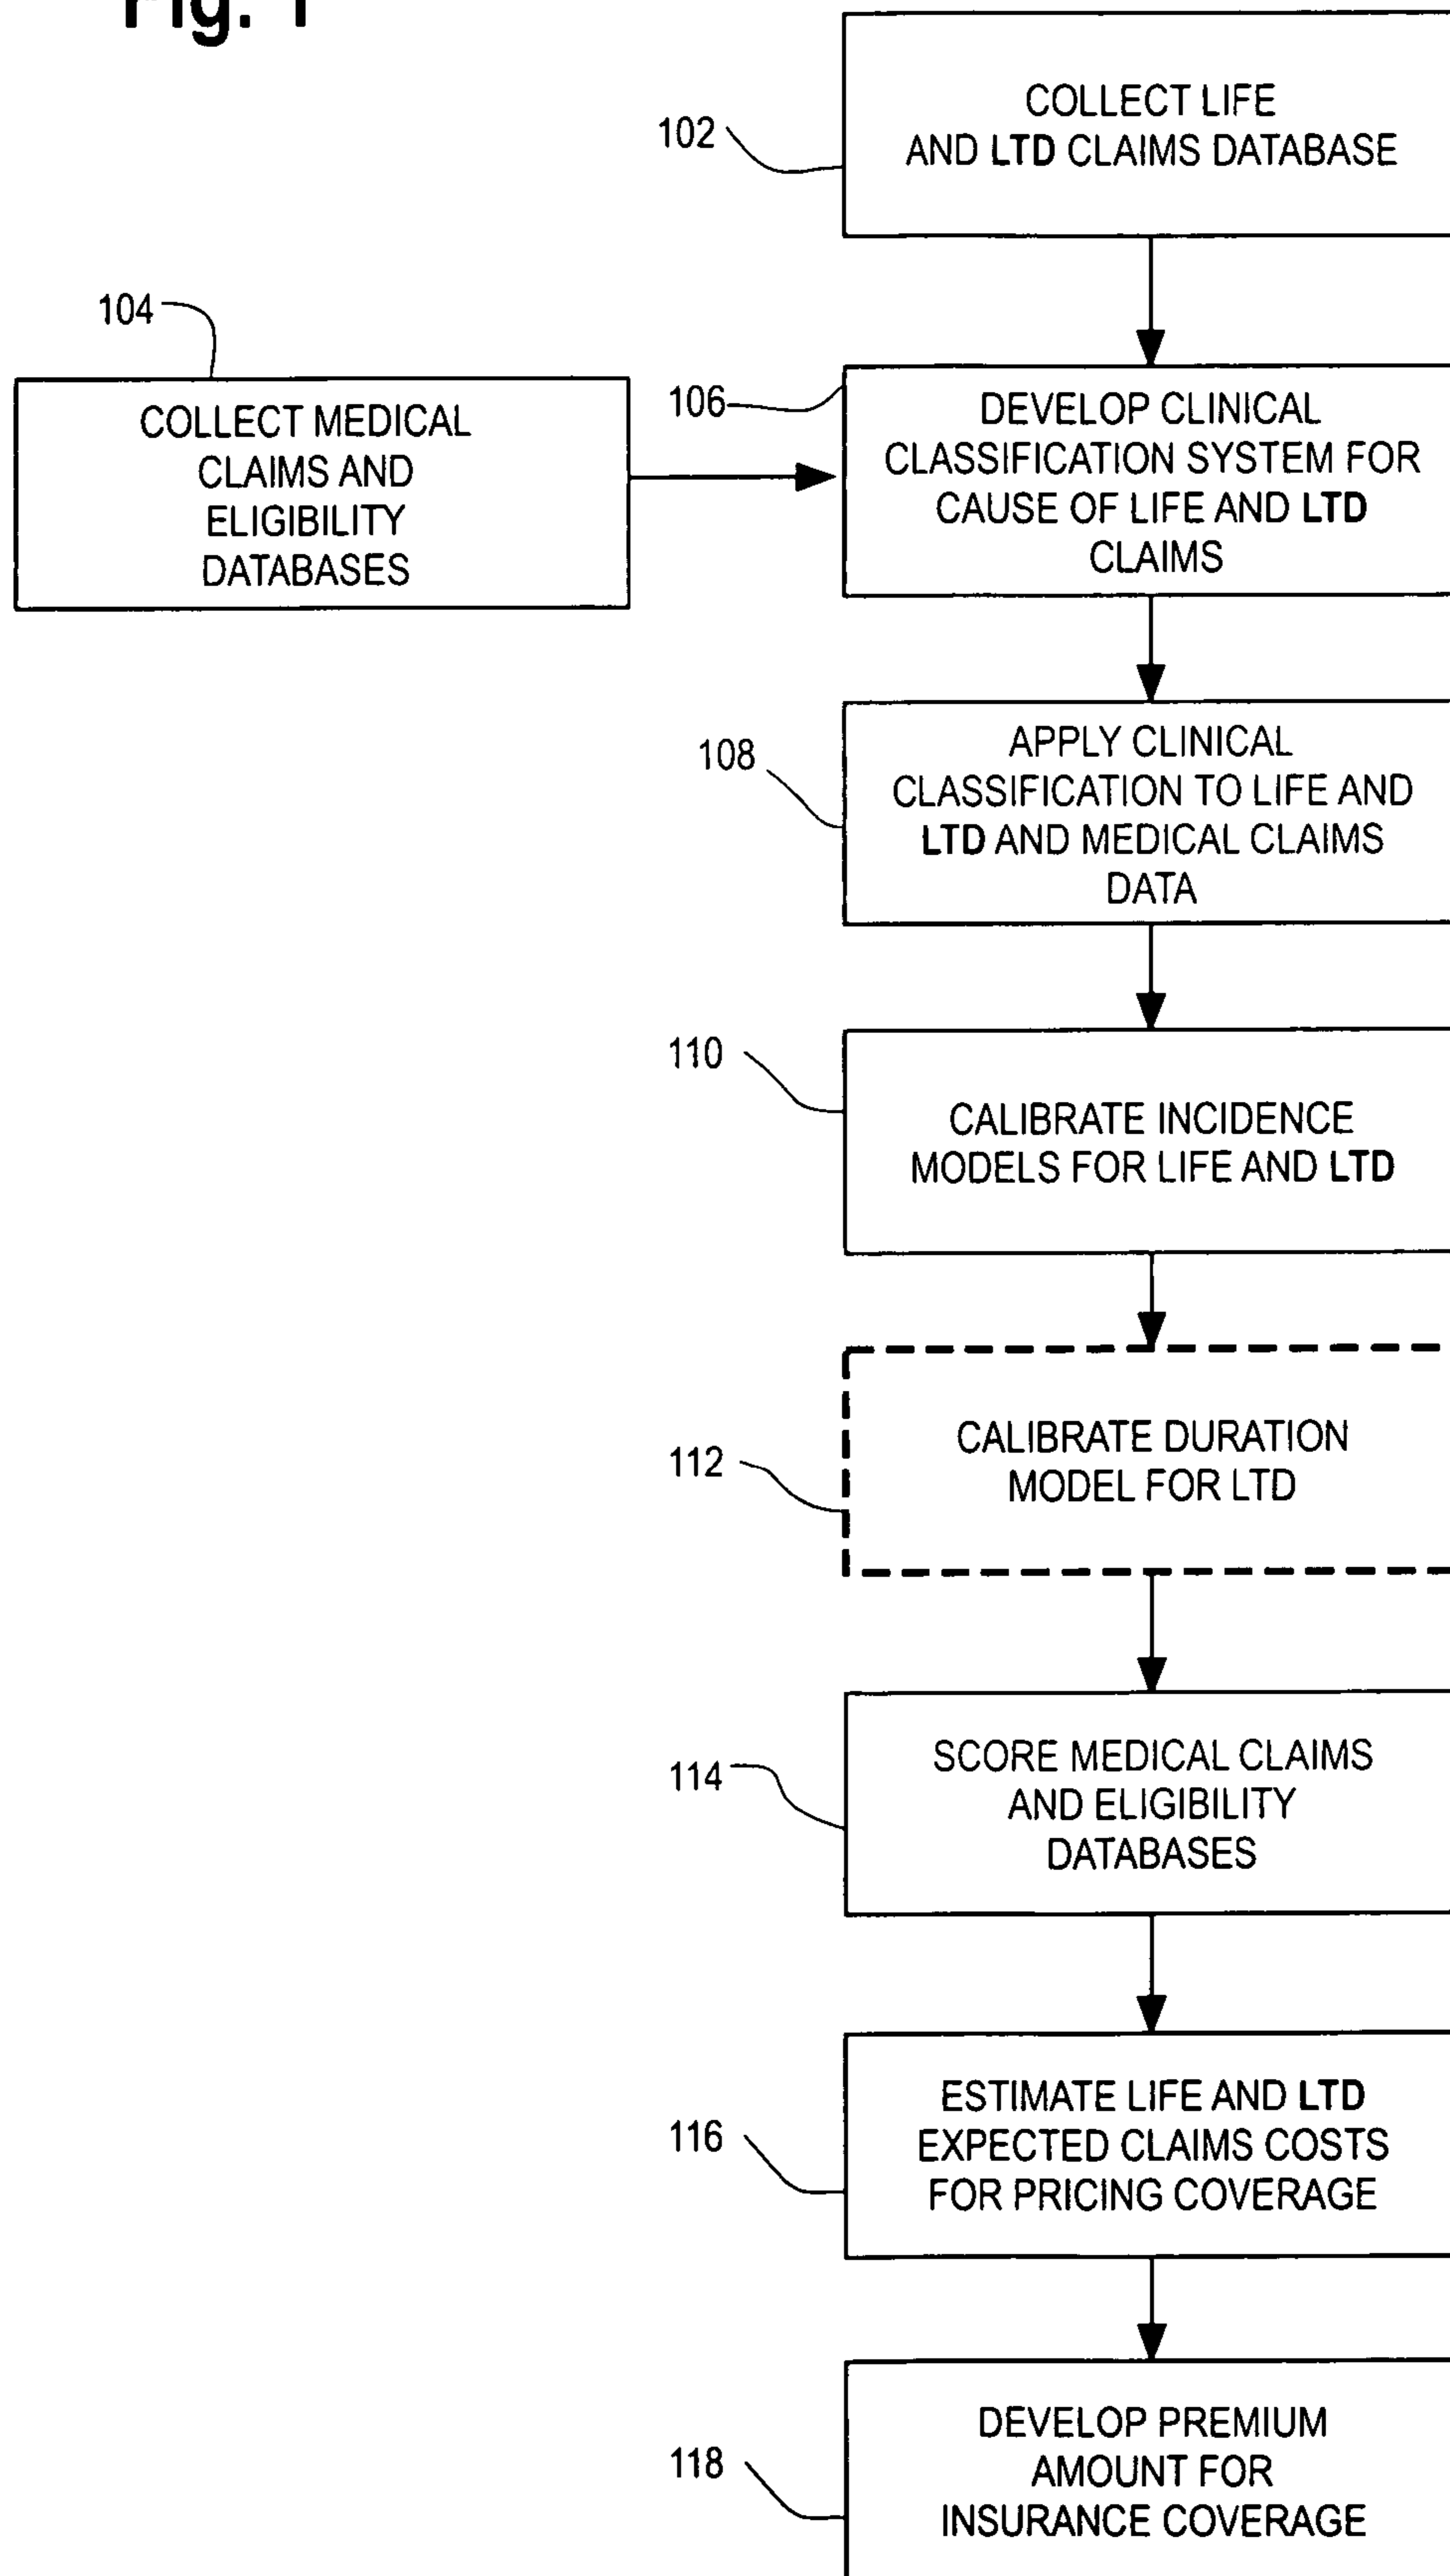 Fig. 1
102
COLLECT LIFE
AND LTD CLAIMS DATABASE
104
COLLECT MEDICAL
CLAIMS AND
ELIGIBILITY
DATABASES
106
DEVELOP CLINICAL
CLASSIFICATION SYSTEM FOR
CAUSE OF LIFE AND LTD
CLAIMS
108
APPLY CLINICAL
CLASSIFICATION TO LIFE AND
LTD AND MEDICAL CLAIMS
DATA
110
CALIBRATE INCIDENCE
MODELS FOR LIFE AND LTD
112
CALIBRATE DURATION
MODEL FOR LTD
114
SCORE MEDICAL CLAIMS
AND ELIGIBILITY
DATABASES
116
ESTIMATE LIFE AND LTD
EXPECTED CLAIMS COSTS
FOR PRICING COVERAGE
118
DEVELOP PREMIUM
AMOUNT FOR
INSURANCE COVERAGE